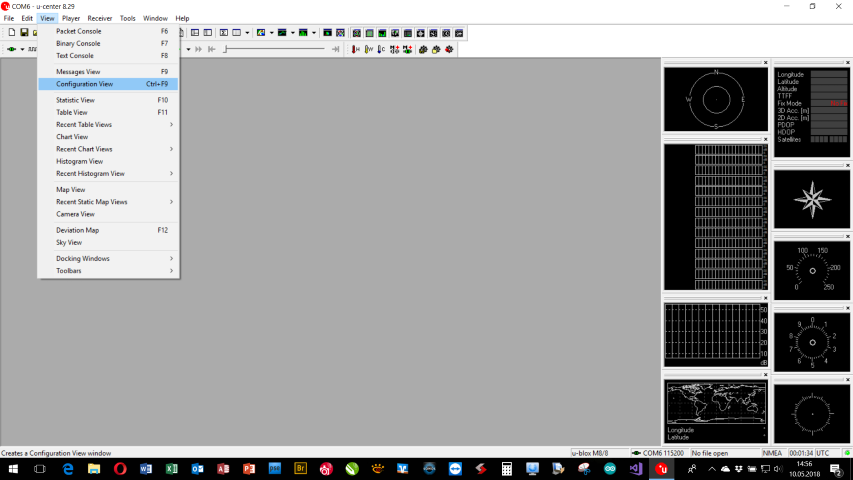 COM6 - u-center 8.29
File Edit View Player Receiver Tools Window Help
Packet Console F6
Binary Console F7
Text Console F8
Messages View F9
Configuration View Ctrl+F9
Statistic View F10
Table View F11
Recent Table Views
Chart View
Recent Chart Views
Histogram View
Recent Histogram View
Map View
Recent Static Map Views
Camera View
Deviation Map F12
Sky View
Docking Windows
Toolbars
N
W E
S
Longitude
Latitude
Altitude
TTFF
Fix Mode
3D Acc. [m]
2D Acc. [m]
PDOP
HDOP
Satellites
100 150
50 200
0 250
50
40
30
20
10
dB
0
9 1
8 2
7 3
6 4
5
Longitude
Latitude
Creates a Configuration View window
u-blox M8/8 COM6 115200 No file open NMEA 00:01:34 UTC
14:56
10.05.2018
2